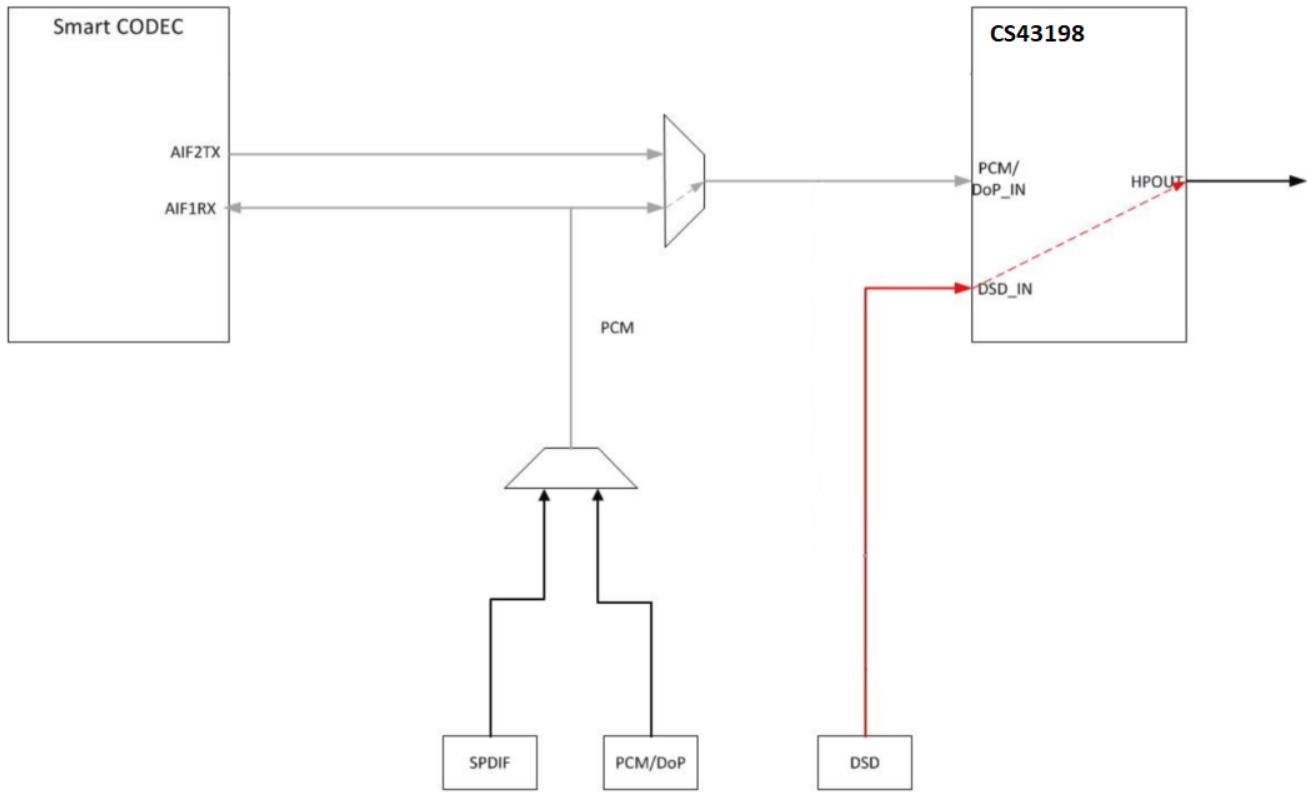 Smart CODEC
CS43198
AIF2TX
AIF1RX
PCM/
DoP_IN
HPOUT
DSD_IN
PCM
SPDIF
PCM/DoP
DSD